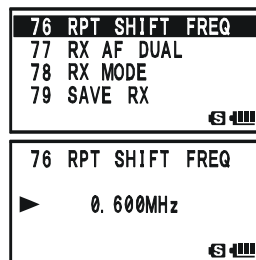 76 RPT SHIFT FREQ
77 RX AF DUAL
78 RX MODE
79 SAVE RX
S
76 RPT SHIFT FREQ
0.600MHz
S